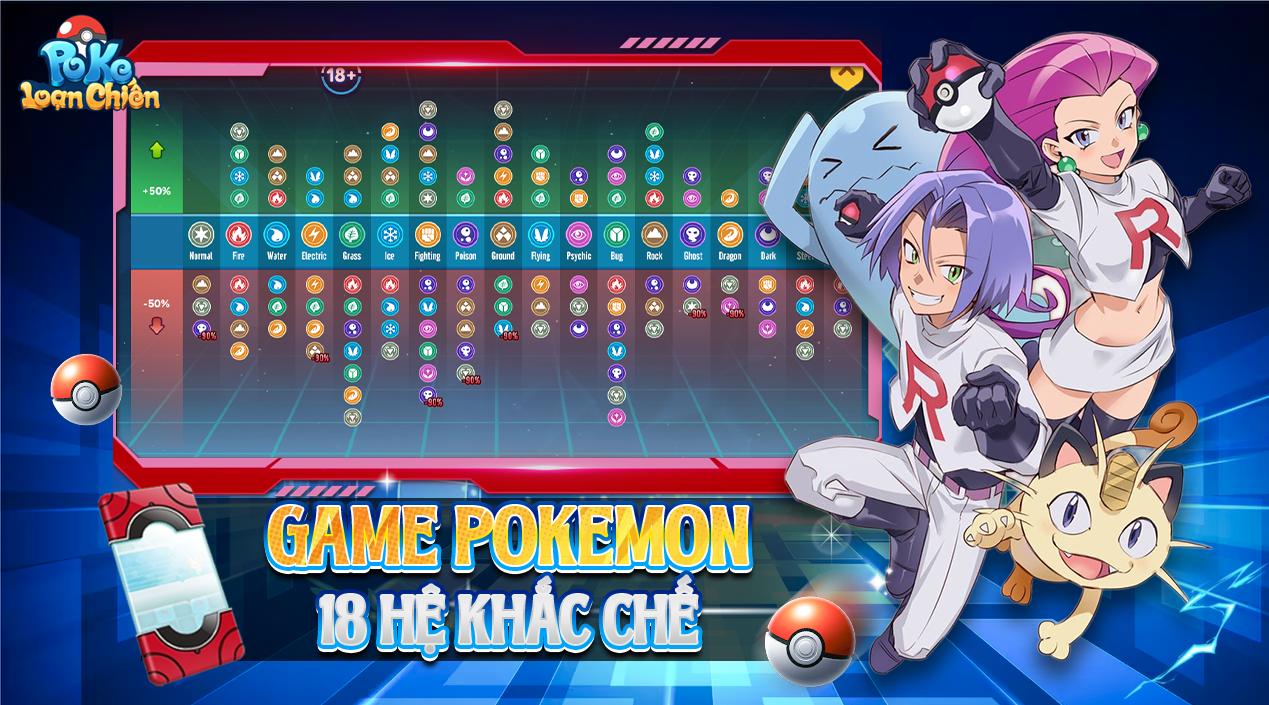 Poke
Loạn Chiến
18+
+50%
Normal Fire Water Electric Grass Ice Fighting Poison Ground Flying Psychic Bug Rock Ghost Dragon Dark
-50%
-90% -90% -90% -90%
-90%
-90%
-90%
R
R
GAME POKEMON
18 HỆ KHẮC CHẾ